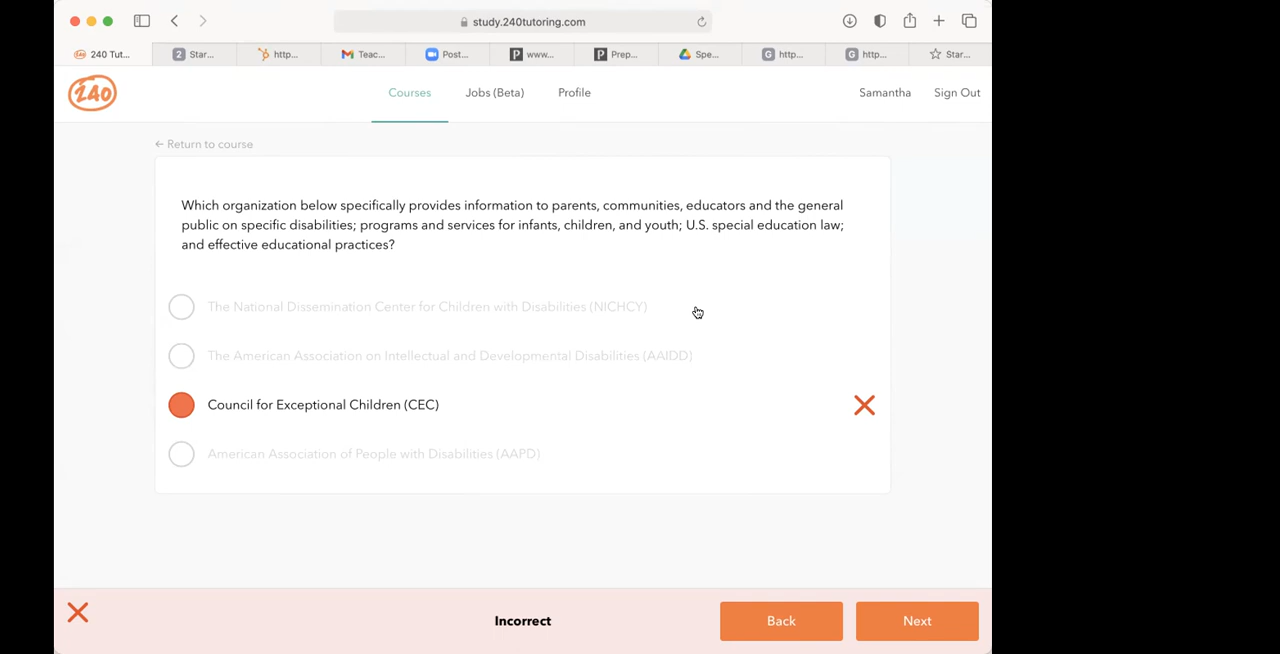 study.240tutoring.com
240 Tut...
2 Star...
http...
Teac...
Post...
P www...
P Prep...
Spe...
G http...
G http...
Star...
240
Courses
Jobs (Beta)
Profile
Samantha
Sign Out
← Return to course
Which organization below specifically provides information to parents, communities, educators and the general
public on specific disabilities; programs and services for infants, children, and youth; U.S. special education law;
and effective educational practices?
The National Dissemination Center for Children with Disabilities (NICHCY)
The American Association on Intellectual and Developmental Disabilities (AAIDD)
Council for Exceptional Children (CEC)
American Association of People with Disabilities (AAPD)
Incorrect
Back
Next